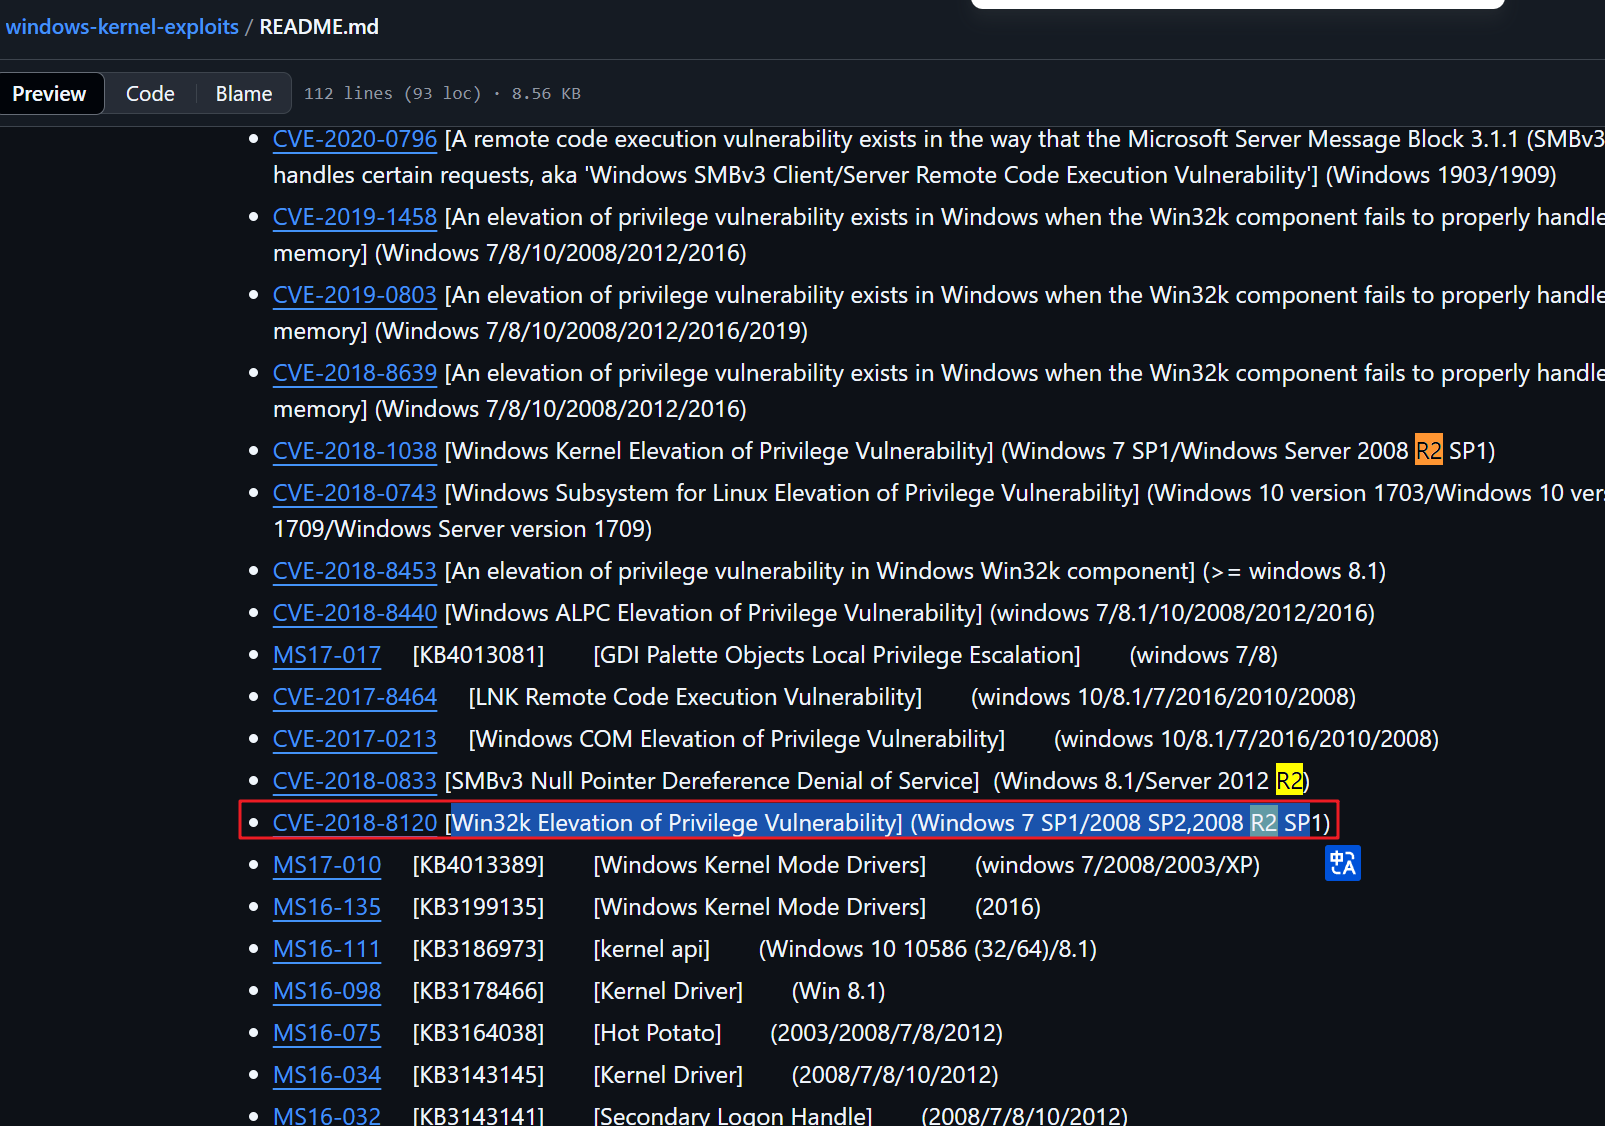 windows-kernel-exploits / README.md
Preview Code Blame 112 lines (93 loc) · 8.56 KB
• CVE-2020-0796 [A remote code execution vulnerability exists in the way that the Microsoft Server Message Block 3.1.1 (SMBv3
handles certain requests, aka 'Windows SMBv3 Client/Server Remote Code Execution Vulnerability'] (Windows 1903/1909)
• CVE-2019-1458 [An elevation of privilege vulnerability exists in Windows when the Win32k component fails to properly handle
memory] (Windows 7/8/10/2008/2012/2016)
• CVE-2019-0803 [An elevation of privilege vulnerability exists in Windows when the Win32k component fails to properly handle
memory] (Windows 7/8/10/2008/2012/2016/2019)
• CVE-2018-8639 [An elevation of privilege vulnerability exists in Windows when the Win32k component fails to properly handle
memory] (Windows 7/8/10/2008/2012/2016)
• CVE-2018-1038 [Windows Kernel Elevation of Privilege Vulnerability] (Windows 7 SP1/Windows Server 2008 R2 SP1)
• CVE-2018-0743 [Windows Subsystem for Linux Elevation of Privilege Vulnerability] (Windows 10 version 1703/Windows 10 vers
1709/Windows Server version 1709)
• CVE-2018-8453 [An elevation of privilege vulnerability in Windows Win32k component] (>= windows 8.1)
• CVE-2018-8440 [Windows ALPC Elevation of Privilege Vulnerability] (windows 7/8.1/10/2008/2012/2016)
• MS17-017 [KB4013081] [GDI Palette Objects Local Privilege Escalation] (windows 7/8)
• CVE-2017-8464 [LNK Remote Code Execution Vulnerability] (windows 10/8.1/7/2016/2010/2008)
• CVE-2017-0213 [Windows COM Elevation of Privilege Vulnerability] (windows 10/8.1/7/2016/2010/2008)
• CVE-2018-0833 [SMBv3 Null Pointer Dereference Denial of Service] (Windows 8.1/Server 2012 R2)
• CVE-2018-8120 [Win32k Elevation of Privilege Vulnerability] (Windows 7 SP1/2008 SP2,2008 R2 SP1)
• MS17-010 [KB4013389] [Windows Kernel Mode Drivers] (windows 7/2008/2003/XP) 中A
• MS16-135 [KB3199135] [Windows Kernel Mode Drivers] (2016)
• MS16-111 [KB3186973] [kernel api] (Windows 10 10586 (32/64)/8.1)
• MS16-098 [KB3178466] [Kernel Driver] (Win 8.1)
• MS16-075 [KB3164038] [Hot Potato] (2003/2008/7/8/2012)
• MS16-034 [KB3143145] [Kernel Driver] (2008/7/8/10/2012)
• MS16-032 [KB3143141] [Secondary Logon Handle] (2008/7/8/10/2012)